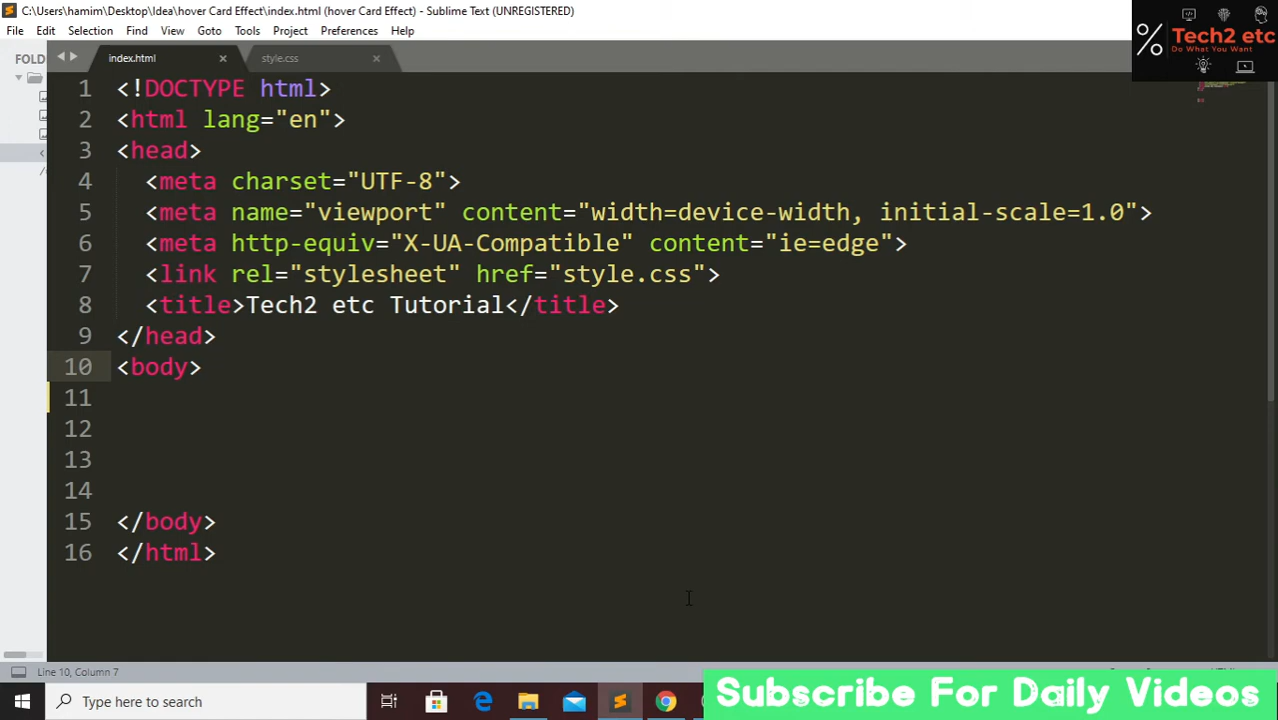 C:\Users\hamim\Desktop\Idea\hover Card Effect\index.html (hover Card Effect) - Sublime Text (UNREGISTERED)
File Edit Selection Find View Goto Tools Project Preferences Help
Tech2 etc
Do What You Want
FOLD
index.html
style.css
1 <!DOCTYPE html>
2 <html lang="en">
3 <head>
4 <meta charset="UTF-8">
5 <meta name="viewport" content="width=device-width, initial-scale=1.0">
6 <meta http-equiv="X-UA-Compatible" content="ie=edge">
7 <link rel="stylesheet" href="style.css">
8 <title>Tech2 etc Tutorial</title>
9 </head>
10 <body>
11
12
13
14
15 </body>
16 </html>
Line 10, Column 7
Type here to search
Subscribe For Daily Videos